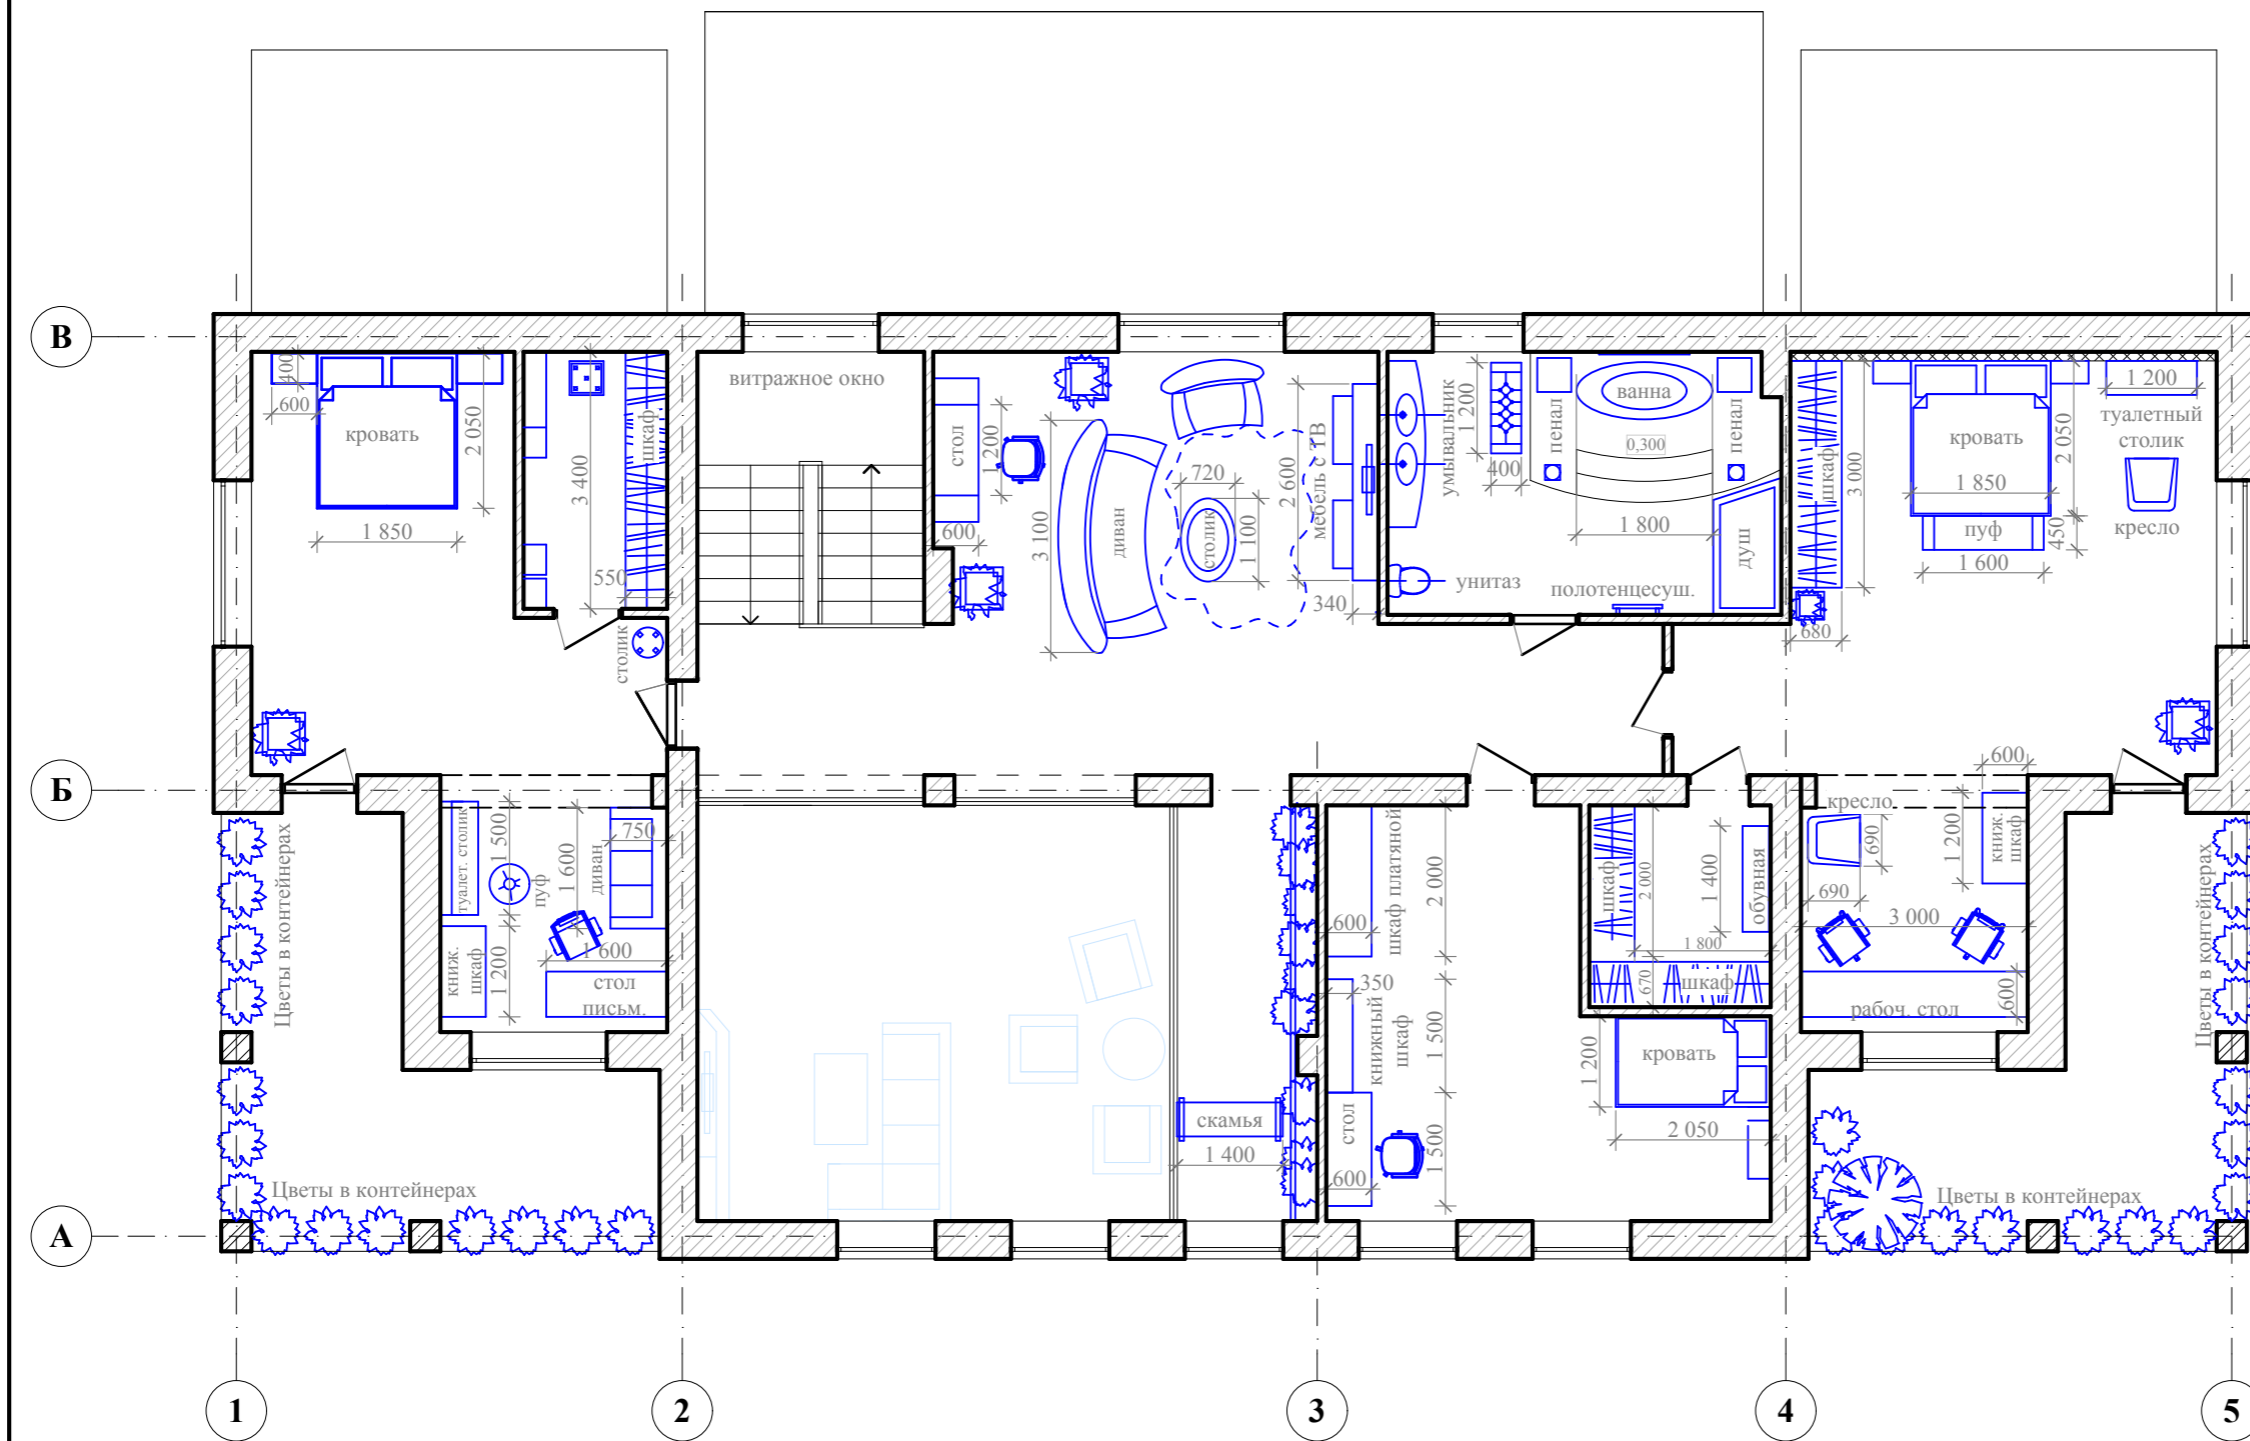 В
400
600
кровать
2 050
1 850
3 400
шкаф
550
столик
витражное окно
стол
1 200
600
3 100
диван
720
столик
1 100
2 600
мебель с ТВ
340
умывальник
1 200
400
пенал
ванна
0,300
пенал
1 800
душ
унитаз
полотенцесуш.
шкаф
3 000
680
кровать
2 050
1 850
пуф
450
1 600
1 200
туалетный
столик
кресло
Б
Цветы в контейнерах
туалет. столик
1 500
пуф
1 600
диван
750
книж.
шкаф
1 200
1 600
стол
письм.
Цветы в контейнерах
скамья
1 400
шкаф платяной
2 000
600
350
книжный
шкаф
1 500
стол
1 500
600
шкаф
2 000
1 400
обувная
1 800
670
шкаф
кровать
1 200
2 050
кресло
690
690
600
1 200
книж.
шкаф
3 000
600
рабоч. стол
Цветы в контейнерах
Цветы в контейнерах
А
1
2
3
4
5